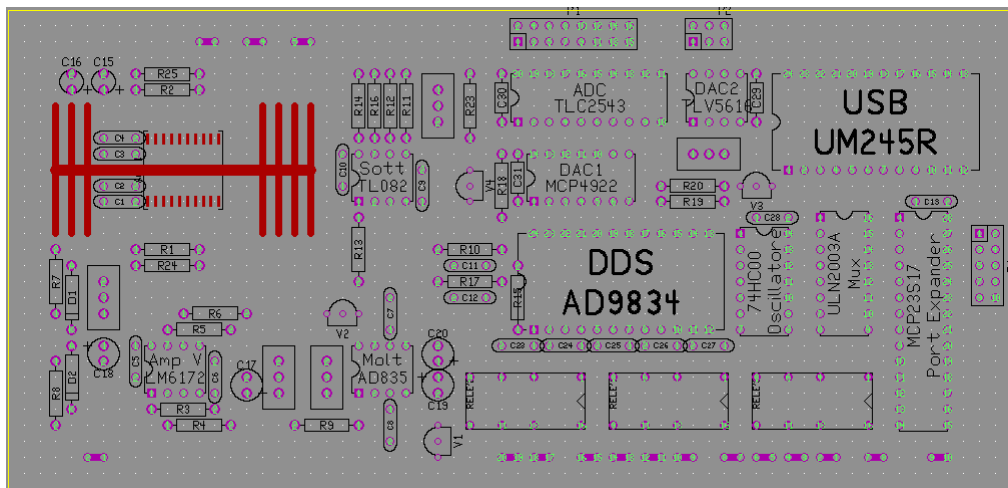 P1
P2
C16
C15
R25
R2
R14
R16
R12
R11
R23
C30
ADC
TLC2543
DAC2
TLV5616
C29
USB
UM245R
C4
C3
C2
C1
C10
Sott
TL082
C9
V4
R18
C31
DAC1
MCP4922
R20
R19
V3
C28
R1
R24
R13
R10
C11
R17
C12
R15
DDS
AD9834
74HC00
Oscillatore
ULN2003A
Mux
MCP23S17
Port Expander
R7
D1
R6
R5
V2
C7
C20
C18
C5
Amp V
LM6172
C6
C17
Molt
AD835
C19
C23
C24
C25
C26
C27
R8
D2
R3
R4
R9
C8
V1